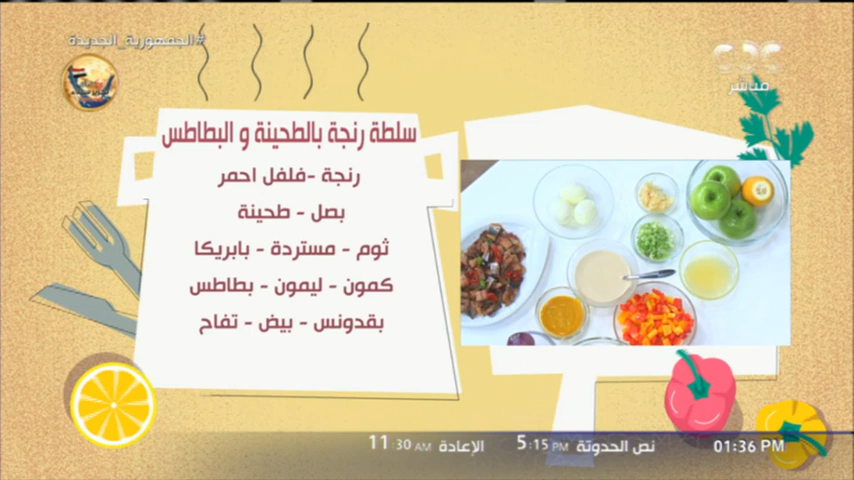 #الجمهورية_الجديدة
CBC
مباشر
سلطة رنجة بالطحينة و البطاطس
رنجة -فلفل احمر
بصل - طحينة
ثوم - مستردة - بابريكا
كمون - ليمون - بطاطس
بقدونس - بيض - تفاح
نص الحدوتة 5:15 PM الإعادة 11:30 AM
01:36 PM